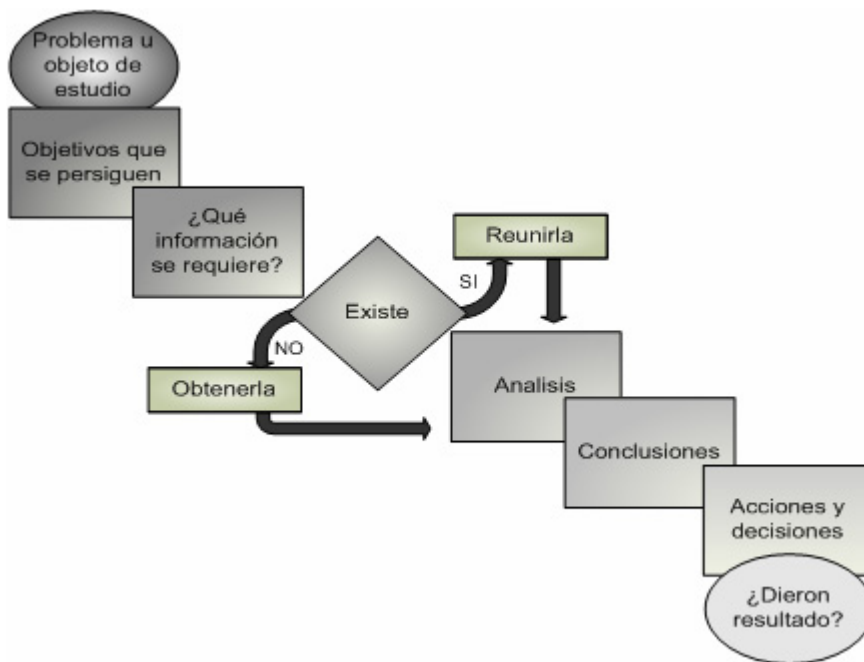 Problema u
objeto de
estudio
Objetivos que
se persiguen
¿Qué
información
se requiere?
Existe
SI
Reunirla
NO
Obtenerla
Analisis
Conclusiones
Acciones y
decisiones
¿Dieron
resultado?